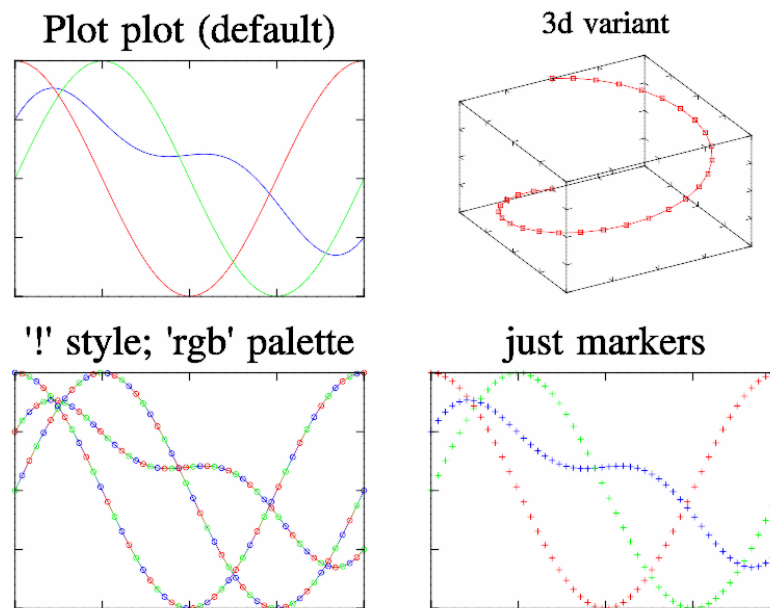 Plot plot (default)
3d variant
'!' style; 'rgb' palette
just markers